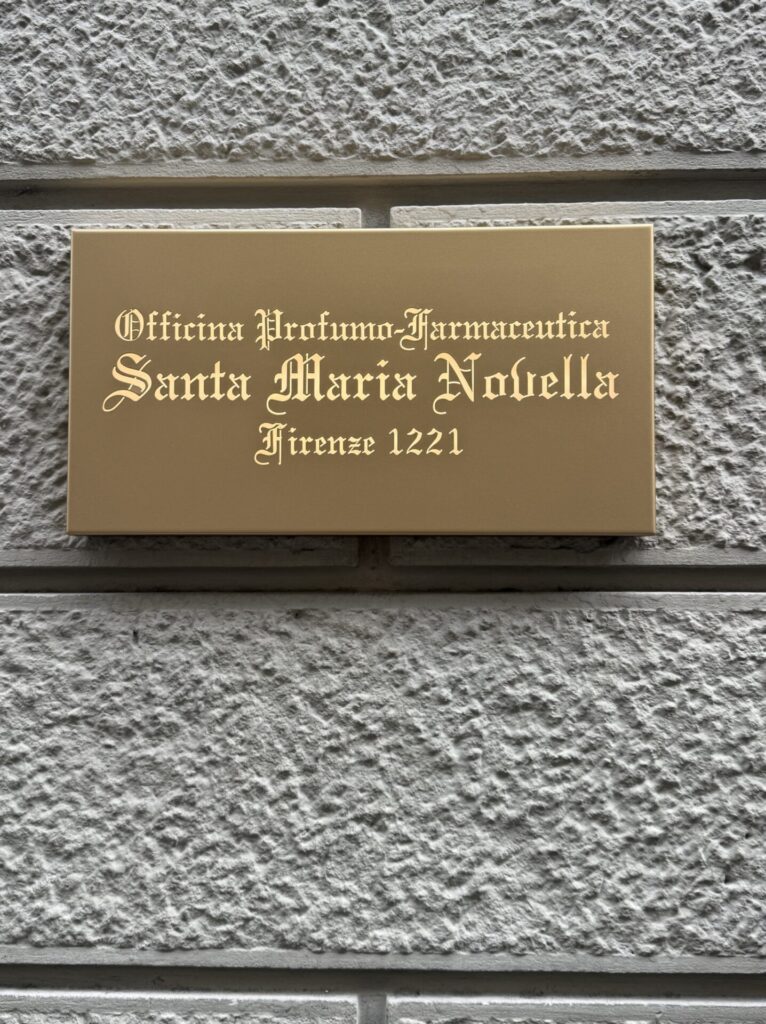 Officina Profumo-Farmaceutica
Santa Maria Novella
Firenze 1221